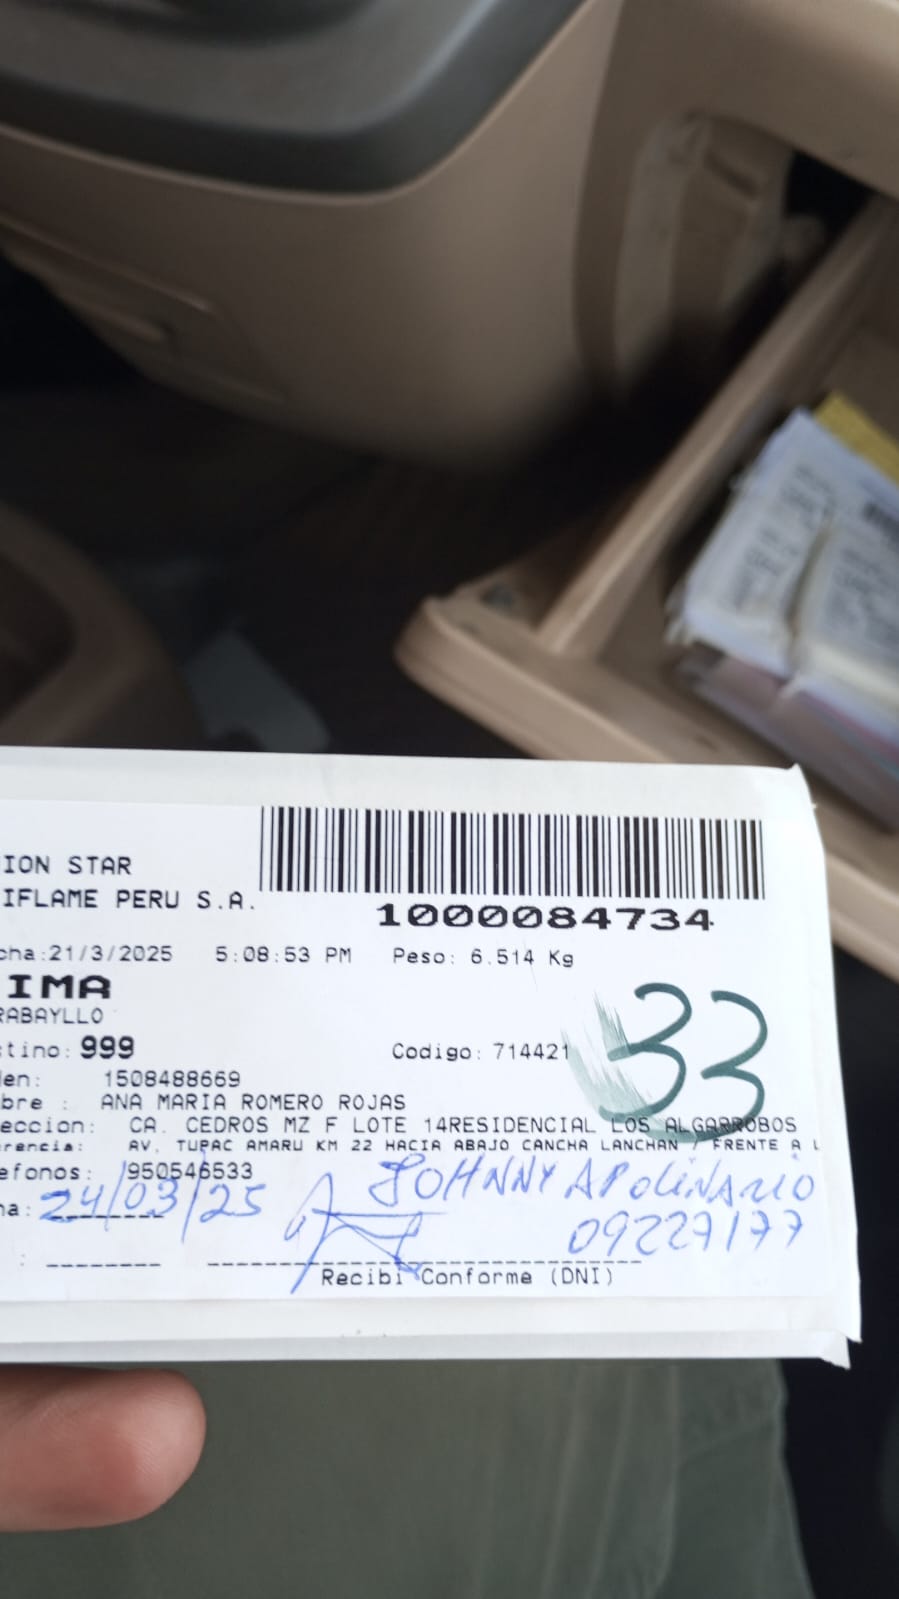 ION STAR
IFLAME PERU S.A.
1000084734
cha:21/3/2025 5:08:53 PM Peso: 6.514 Kg
IMA
RABAYLLO
33
tino: 999 Codigo: 714421
en: 1508488669
bre : ANA MARIA ROMERO ROJAS
eccion: CA. CEDROS MZ F LOTE 14RESIDENCIAL LOS ALGARROBOS
erencia: AV. TUPAC AMARU KM 22 HACIA ABAJO CANCHA LANCHAN / FRENTE A L
efonos: 950546533
JOHNNY APOLINARIO
ha: 24/03/25
09227177
: Recibi Conforme (DNI)